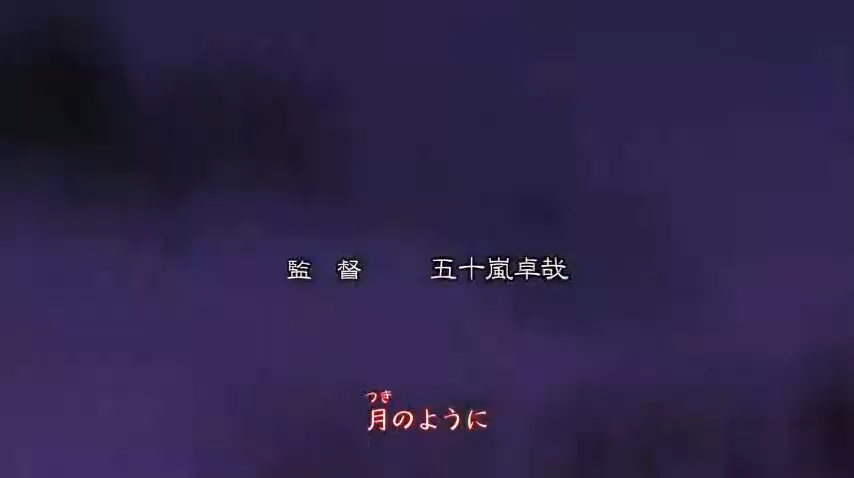 監 督 五十嵐卓哉
つき
月のように